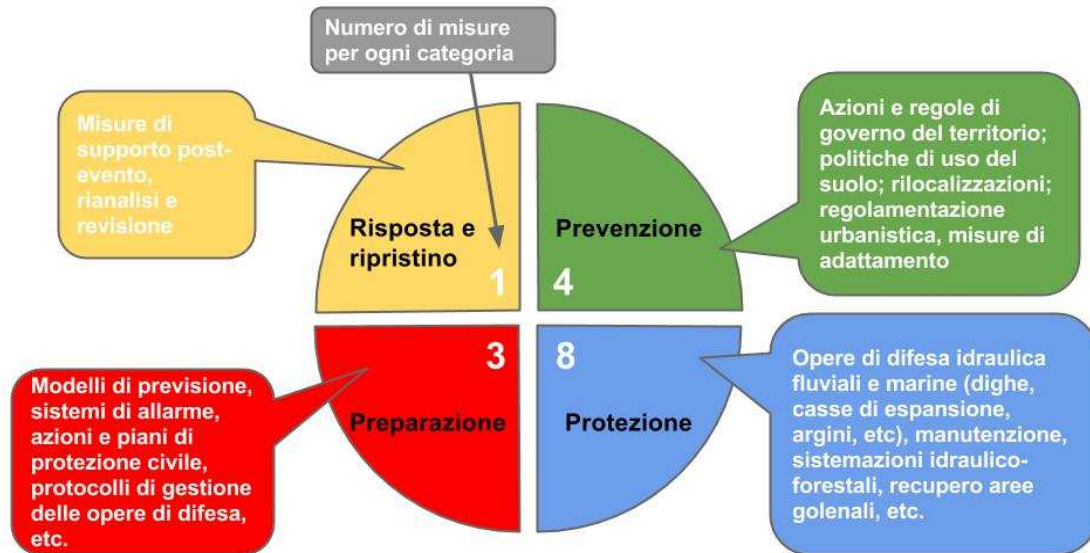 Numero di misure
per ogni categoria
Misure di
supporto post-
evento,
rianalisi e
revisione
Azioni e regole di
governo del territorio;
politiche di uso del
suolo; rilocalizzazioni;
regolamentazione
urbanistica, misure di
adattamento
Risposta e
ripristino
1
Prevenzione
4
Modelli di previsione,
sistemi di allarme,
azioni e piani di
protezione civile,
protocolli di gestione
delle opere di difesa,
etc.
3
Preparazione
8
Protezione
Opere di difesa idraulica
fluviali e marine (dighe,
casse di espansione,
argini, etc), manutenzione,
sistemazioni idraulico-
forestali, recupero aree
golenali, etc.